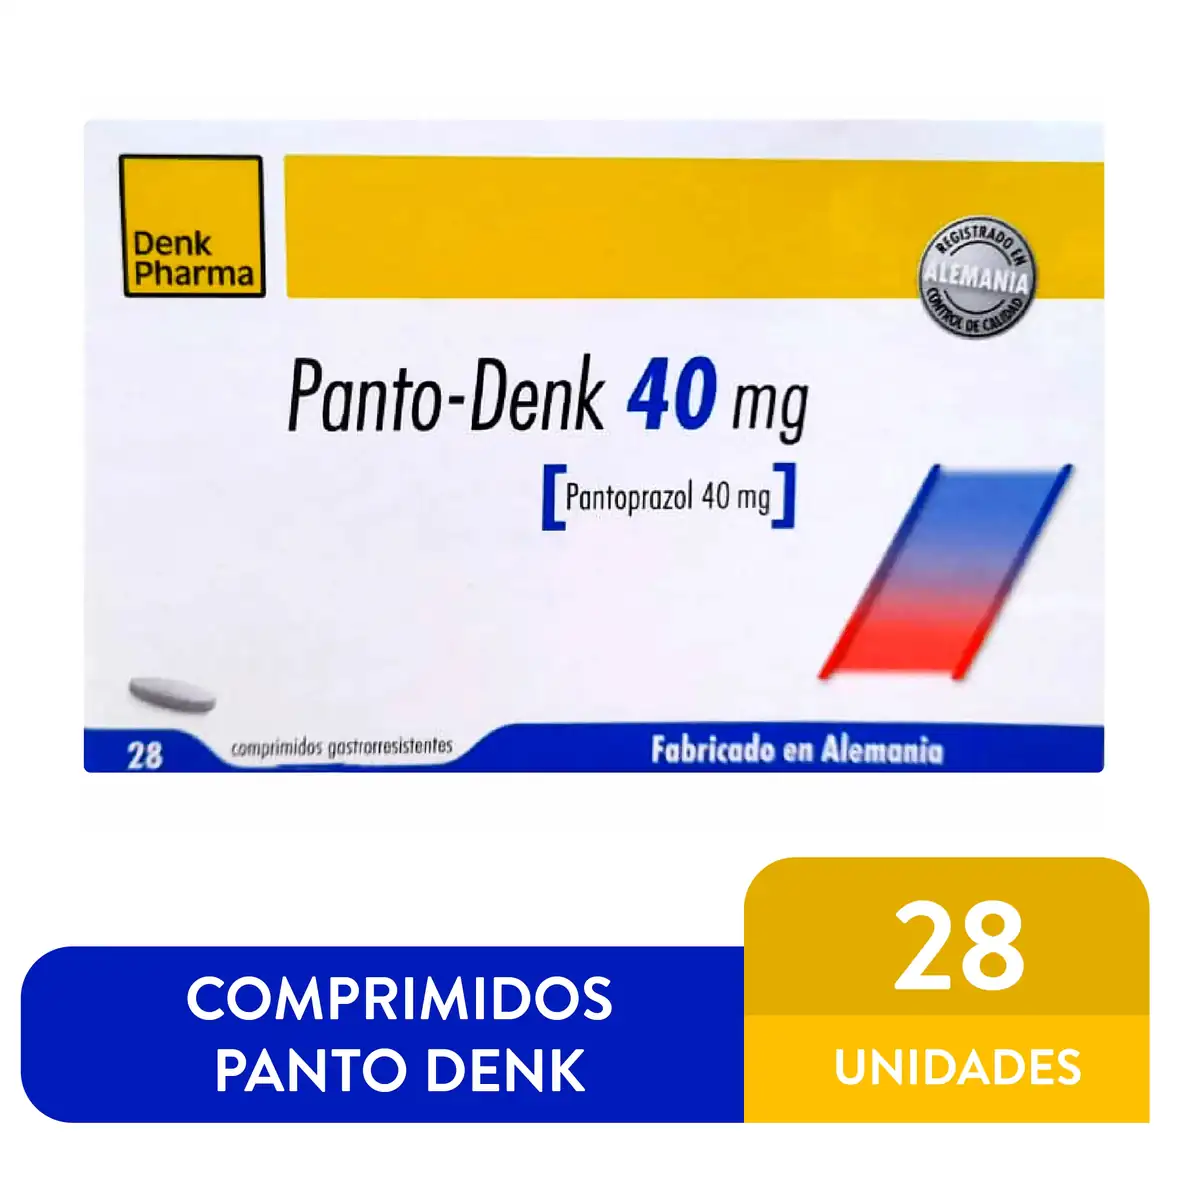 Denk
Pharma
REGISTRADO EN
ALEMANIA
CONTROL DE CALIDAD
Panto-Denk 40 mg
[Pantoprazol 40 mg]
28
comprimidos gastrorresistentes
Fabricado en Alemania
COMPRIMIDOS
PANTO DENK
28
UNIDADES